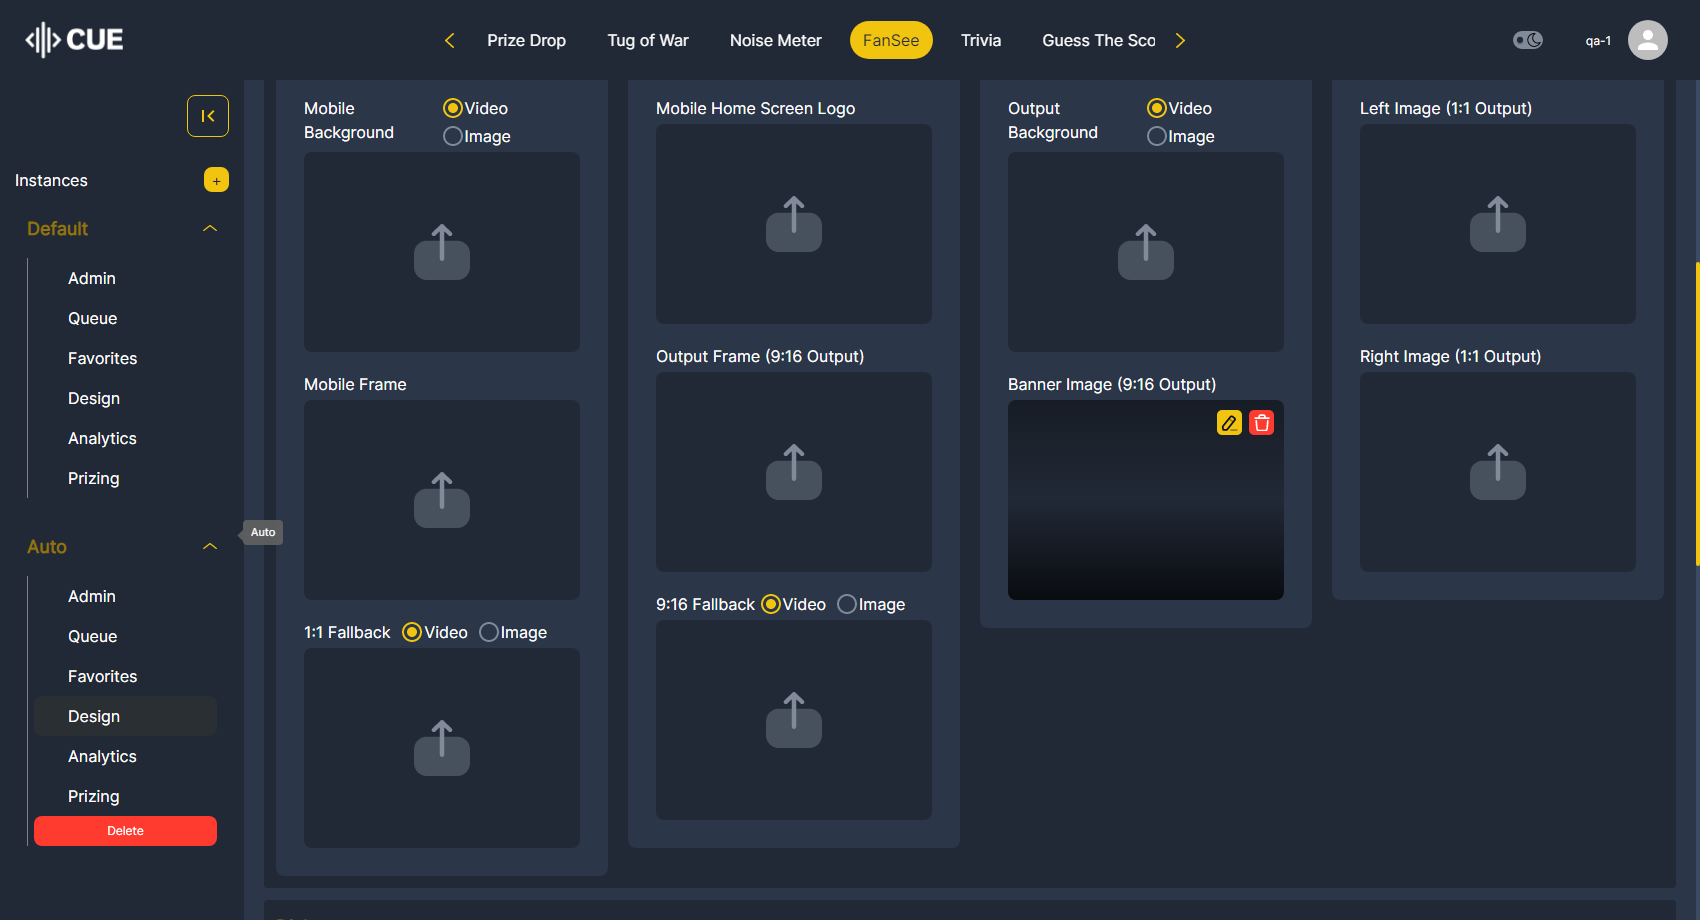 CUE
Prize Drop
Tug of War
Noise Meter
FanSee
Trivia
Guess The Sco
qa-1
Instances
+
Default
Admin
Queue
Favorites
Design
Analytics
Prizing
Auto
Auto
Admin
Queue
Favorites
Design
Analytics
Prizing
Delete
Mobile
Background
Video
Image
Mobile Frame
1:1 Fallback
Video
Image
Mobile Home Screen Logo
Output Frame (9:16 Output)
9:16 Fallback
Video
Image
Output
Background
Video
Image
Banner Image (9:16 Output)
Left Image (1:1 Output)
Right Image (1:1 Output)